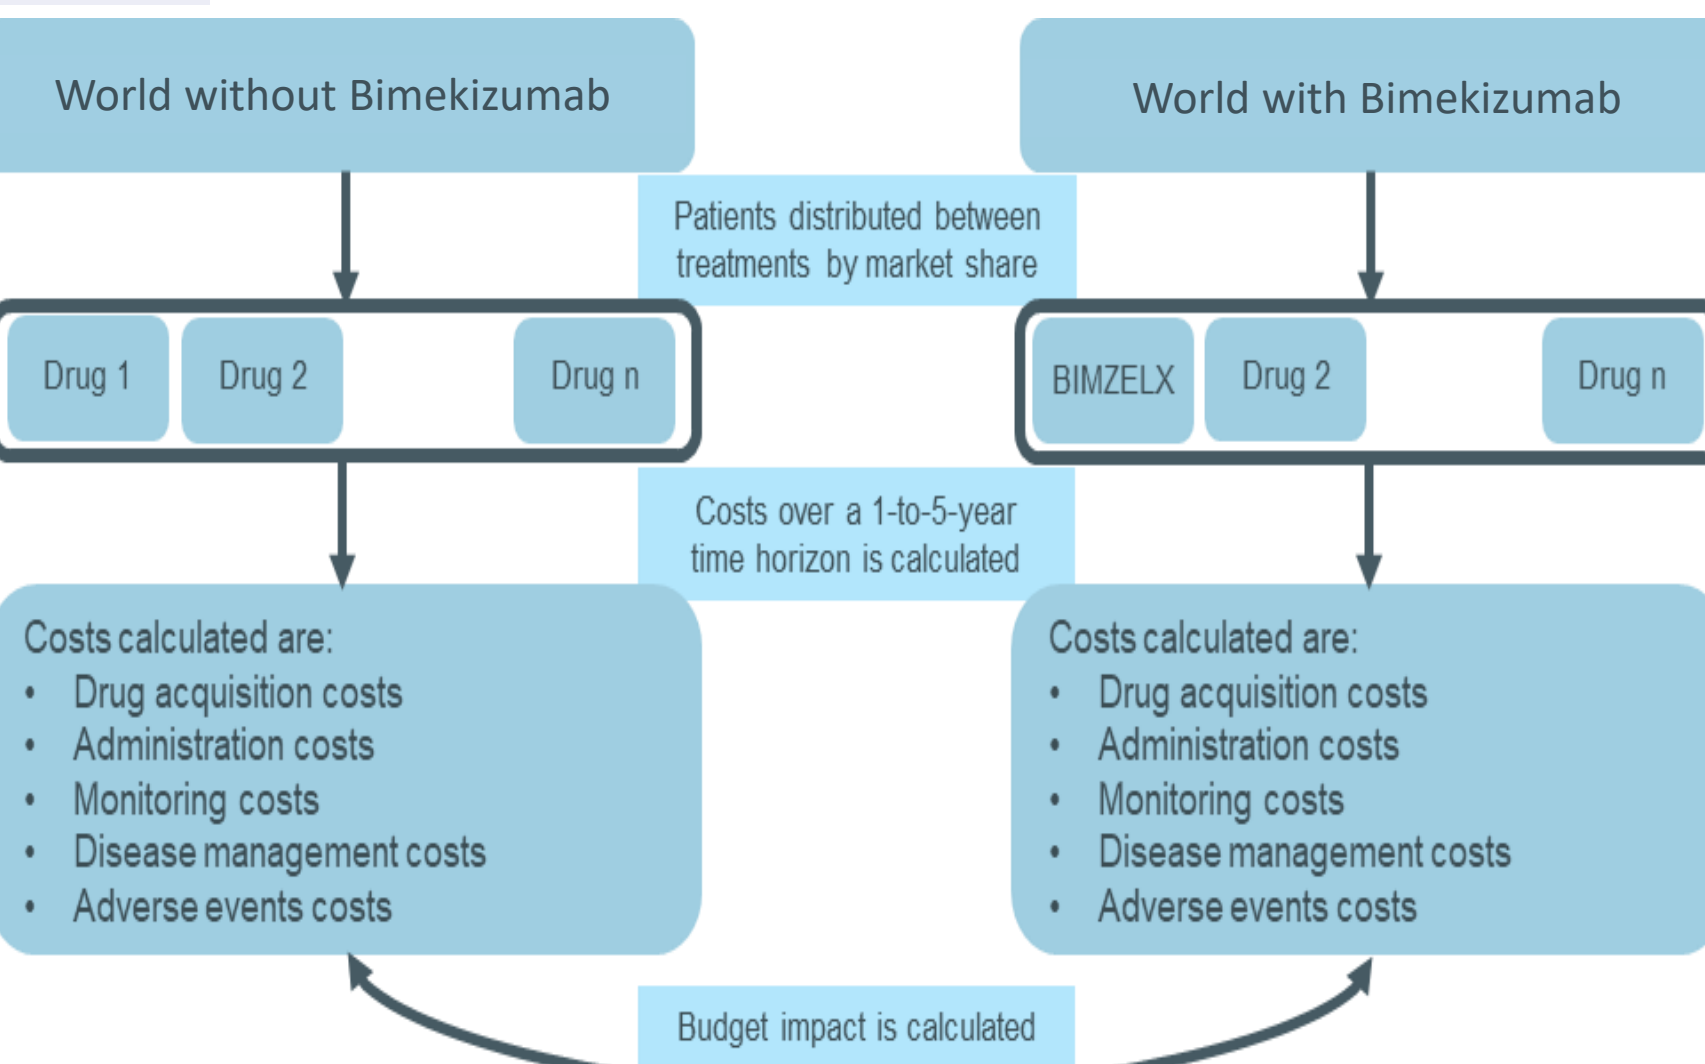 World without Bimekizumab
World with Bimekizumab
Patients distributed between
treatments by market share
Drug 1
Drug 2
Drug n
BIMZELX
Drug 2
Drug n
Costs over a 1-to-5-year
time horizon is calculated
Costs calculated are:
• Drug acquisition costs
• Administration costs
• Monitoring costs
• Disease management costs
• Adverse events costs
Costs calculated are:
• Drug acquisition costs
• Administration costs
• Monitoring costs
• Disease management costs
• Adverse events costs
Budget impact is calculated